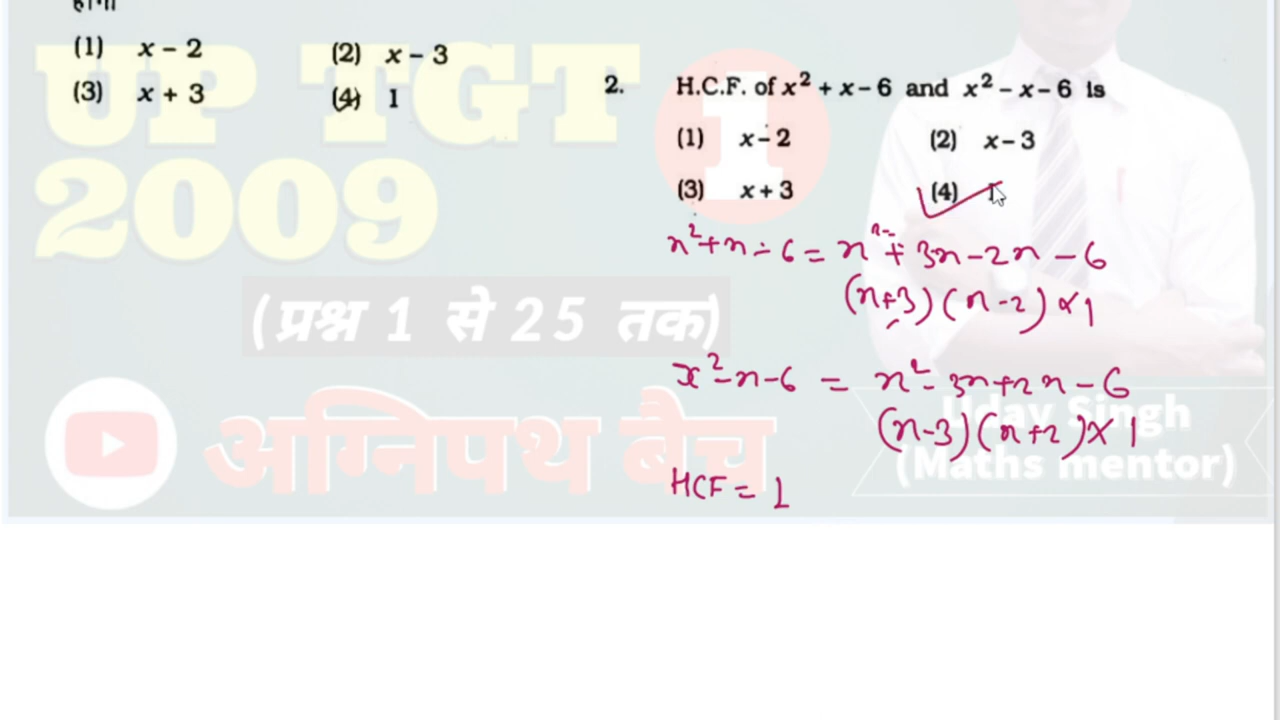 होगा
(1) x – 2 (2) x – 3
(3) x + 3 (4) 1
UP TGT 1
2009
(प्रश्न 1 से 25 तक)
अग्निपथ बैच
2. H.C.F. of x² + x – 6 and x² – x – 6 is
(1) x – 2 (2) x – 3
(3) x + 3 (4) 1
x² + x - 6 = x² + 3x - 2x - 6
(x+3)(x-2) × 1
x² - x - 6 = x² - 3x + 2x - 6
(x-3)(x+2) × 1
HCF = 1
Uday Singh
(Maths mentor)